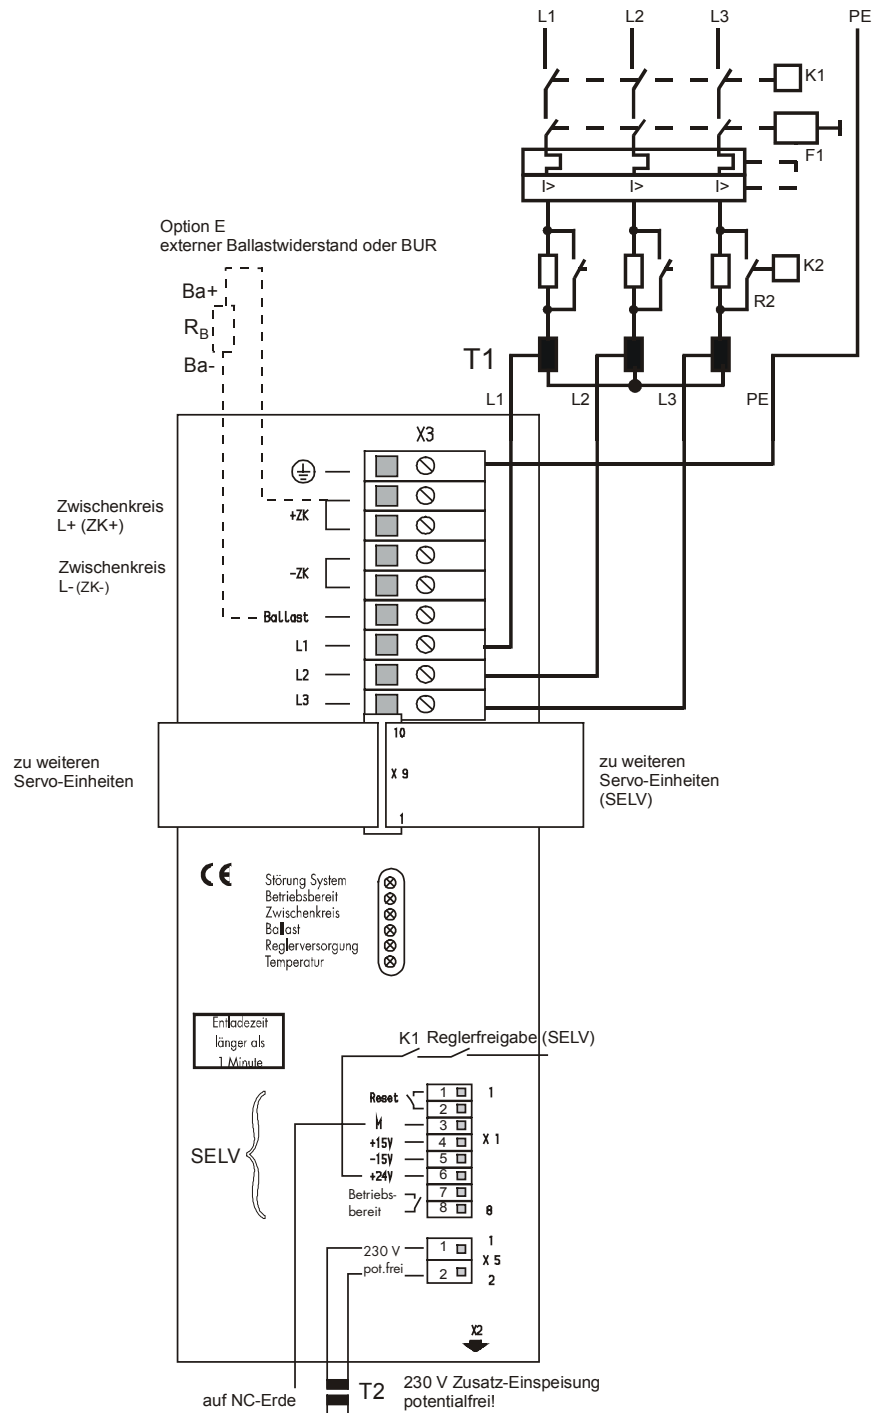 L1 L2 L3 PE
K1
F1
I> I> I>
Option E
externer Ballastwiderstand oder BUR
K2
R2
Ba+
RB
Ba-
T1
L1 L2 L3 PE
X3
Zwischenkreis
L+ (ZK+)
+ZK
Zwischenkreis
L- (ZK-)
-ZK
Ballast
L1
L2
L3
10
X 9
1
zu weiteren
Servo-Einheiten
zu weiteren
Servo-Einheiten
(SELV)
CE
Störung System
Betriebsbereit
Zwischenkreis
Ballast
Reglerversorgung
Temperatur
Entladezeit
länger als
1 Minute
K1 Reglerfreigabe (SELV)
SELV
Reset
1 1
2
M 3
+15V 4 X 1
-15V 5
+24V 6
Betriebs-
bereit
7
8 8
230 V
pot.frei
1 1
X 5
2 2
X2
auf NC-Erde
T2
230 V Zusatz-Einspeisung
potentialfrei!